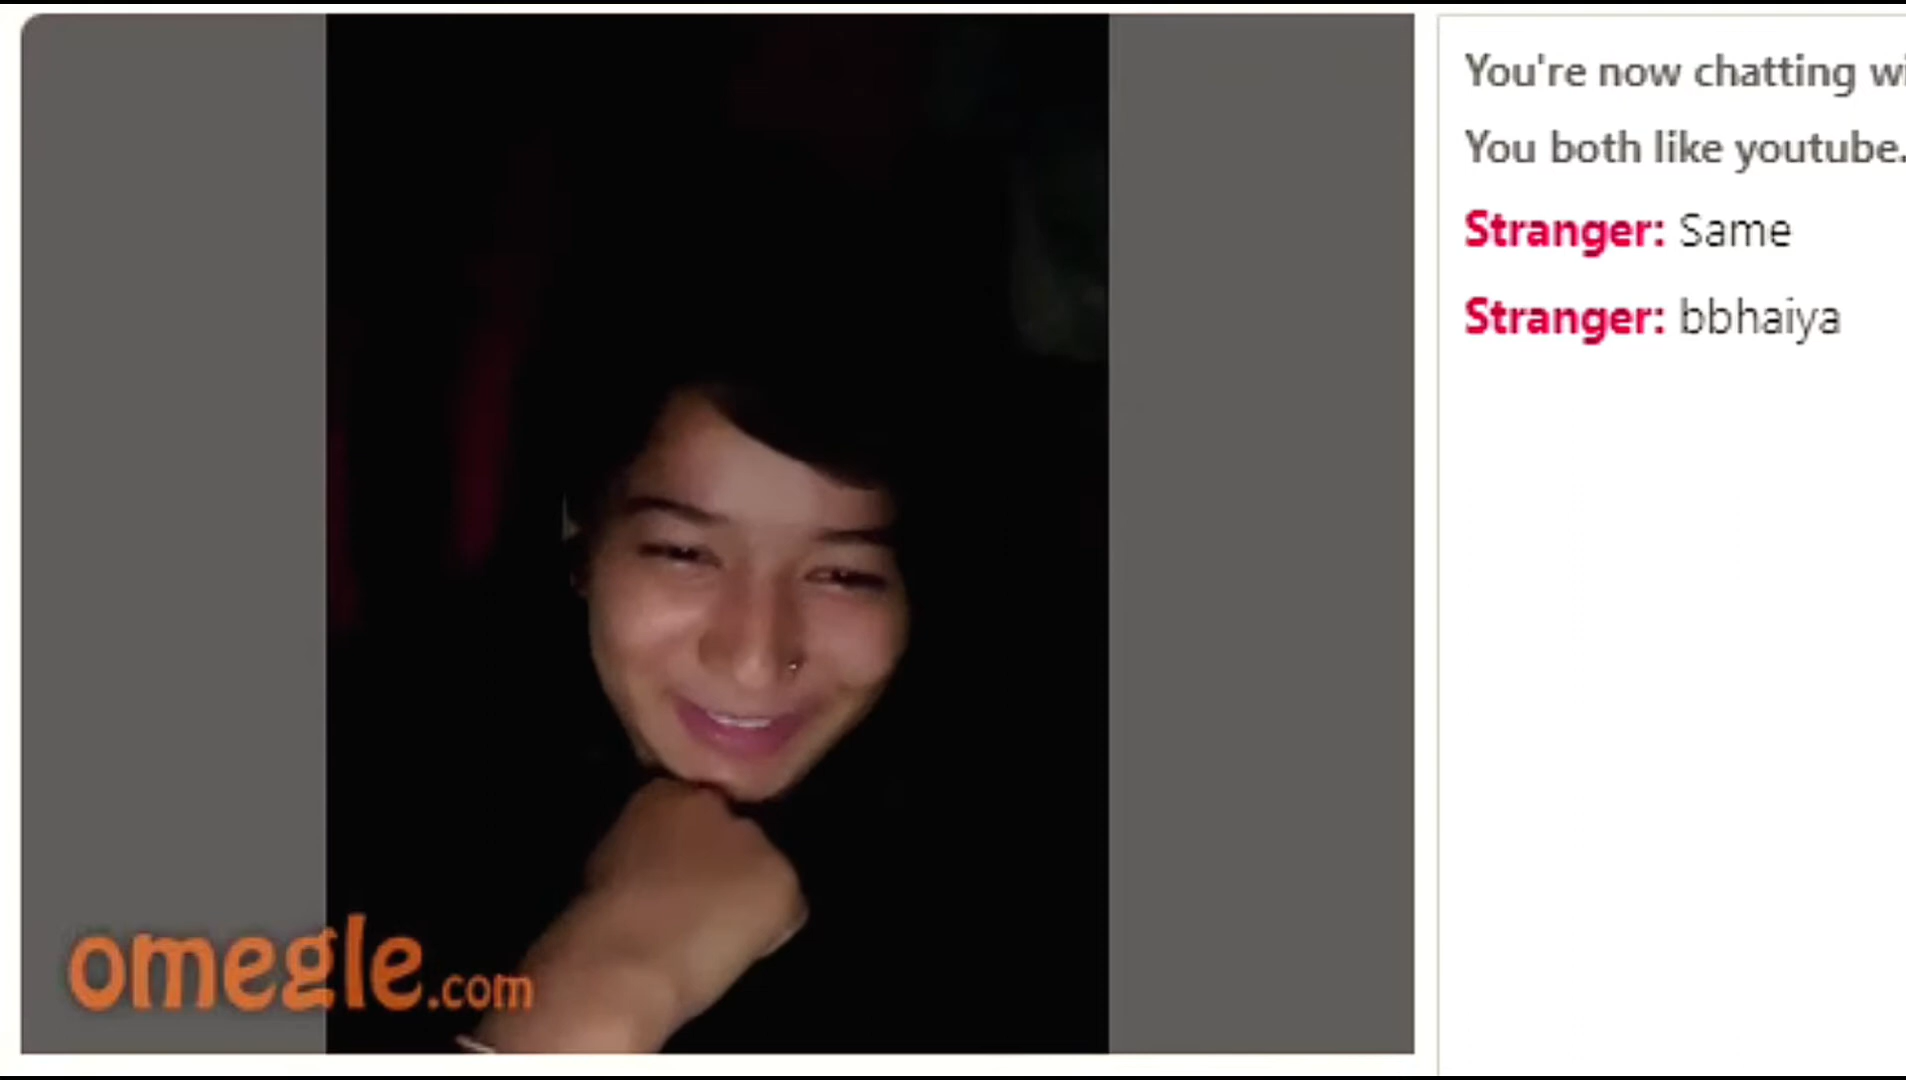 You're now chatting wi
You both like youtube.
Stranger: Same
Stranger: bbhaiya
omegle.com